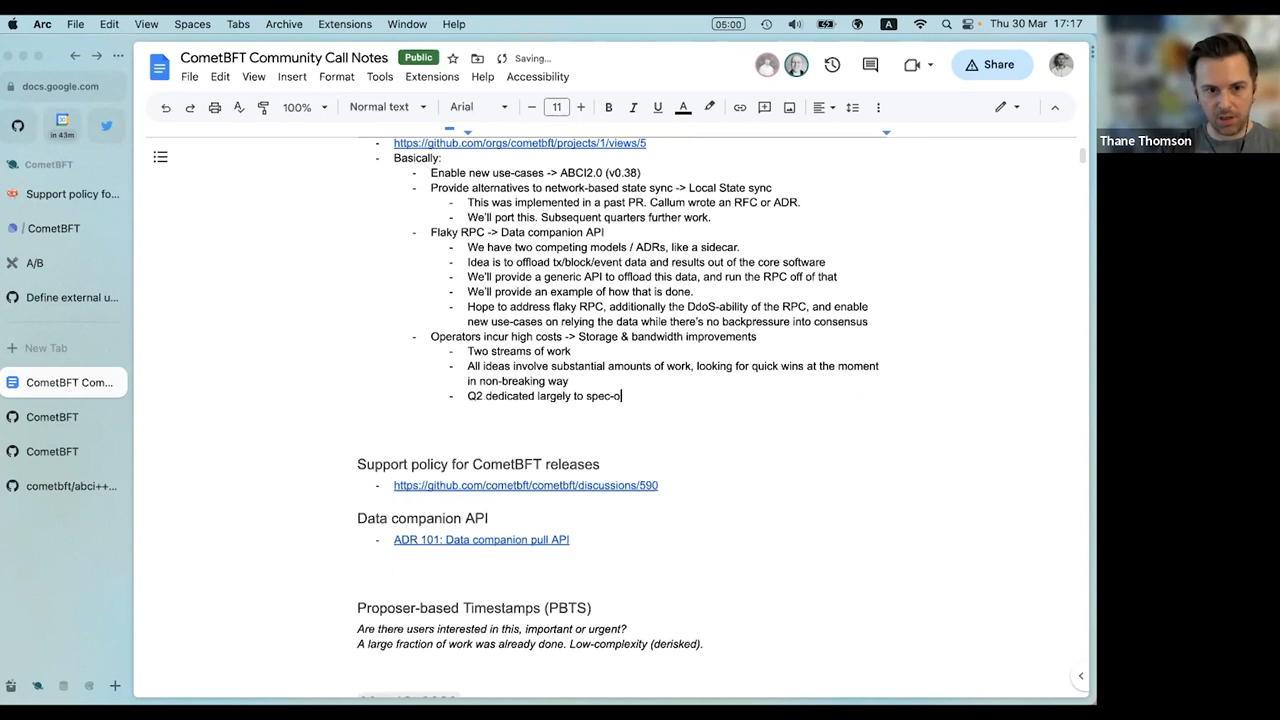 Arc File Edit View Spaces Tabs Archive Extensions Window Help
05:00 A Thu 30 Mar 17:17
docs.google.com
in 43m
CometBFT
Support policy fo...
/ CometBFT
A/B
Define external u...
New Tab
CometBFT Com...
CometBFT
CometBFT
cometbft/abci++...
CometBFT Community Call Notes Public Saving...
File Edit View Insert Format Tools Extensions Help Accessibility
Share
100% Normal text Arial 11 B I U A
- https://github.com/orgs/cometbft/projects/1/views/5
- Basically:
- Enable new use-cases -> ABCI2.0 (v0.38)
- Provide alternatives to network-based state sync -> Local State sync
- This was implemented in a past PR. Callum wrote an RFC or ADR.
- We'll port this. Subsequent quarters further work.
- Flaky RPC -> Data companion API
- We have two competing models / ADRs, like a sidecar.
- Idea is to offload tx/block/event data and results out of the core software
- We'll provide a generic API to offload this data, and run the RPC off of that
- We'll provide an example of how that is done.
- Hope to address flaky RPC, additionally the DdoS-ability of the RPC, and enable
new use-cases on relying the data while there's no backpressure into consensus
- Operators incur high costs -> Storage & bandwidth improvements
- Two streams of work
- All ideas involve substantial amounts of work, looking for quick wins at the moment
in non-breaking way
- Q2 dedicated largely to spec-o
Support policy for CometBFT releases
- https://github.com/cometbft/cometbft/discussions/590
Data companion API
- ADR 101: Data companion pull API
Proposer-based Timestamps (PBTS)
Are there users interested in this, important or urgent?
A large fraction of work was already done. Low-complexity (derisked).
Thane Thomson